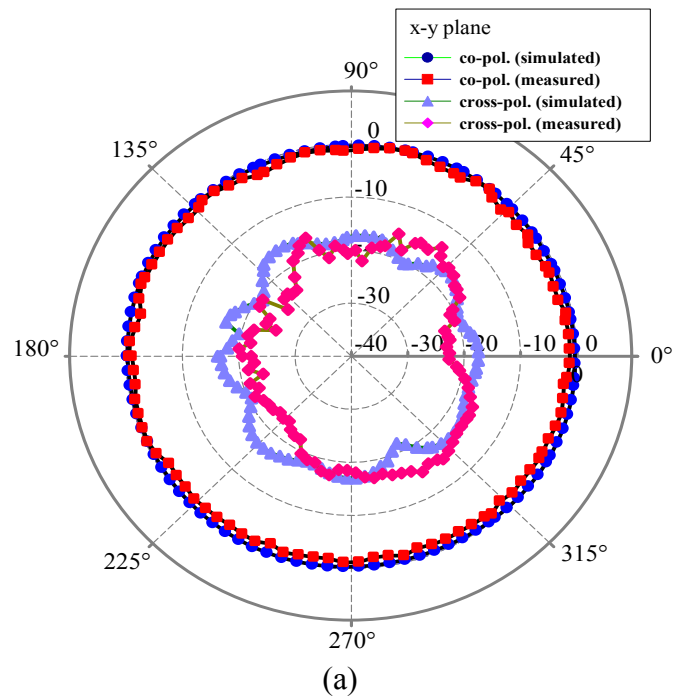 x-y plane
co-pol. (simulated)
co-pol. (measured)
cross-pol. (simulated)
cross-pol. (measured)
90°
135°
45°
0
-10
-30
180°
-40 -30 -20 -10 0
0°
225°
315°
270°
(a)